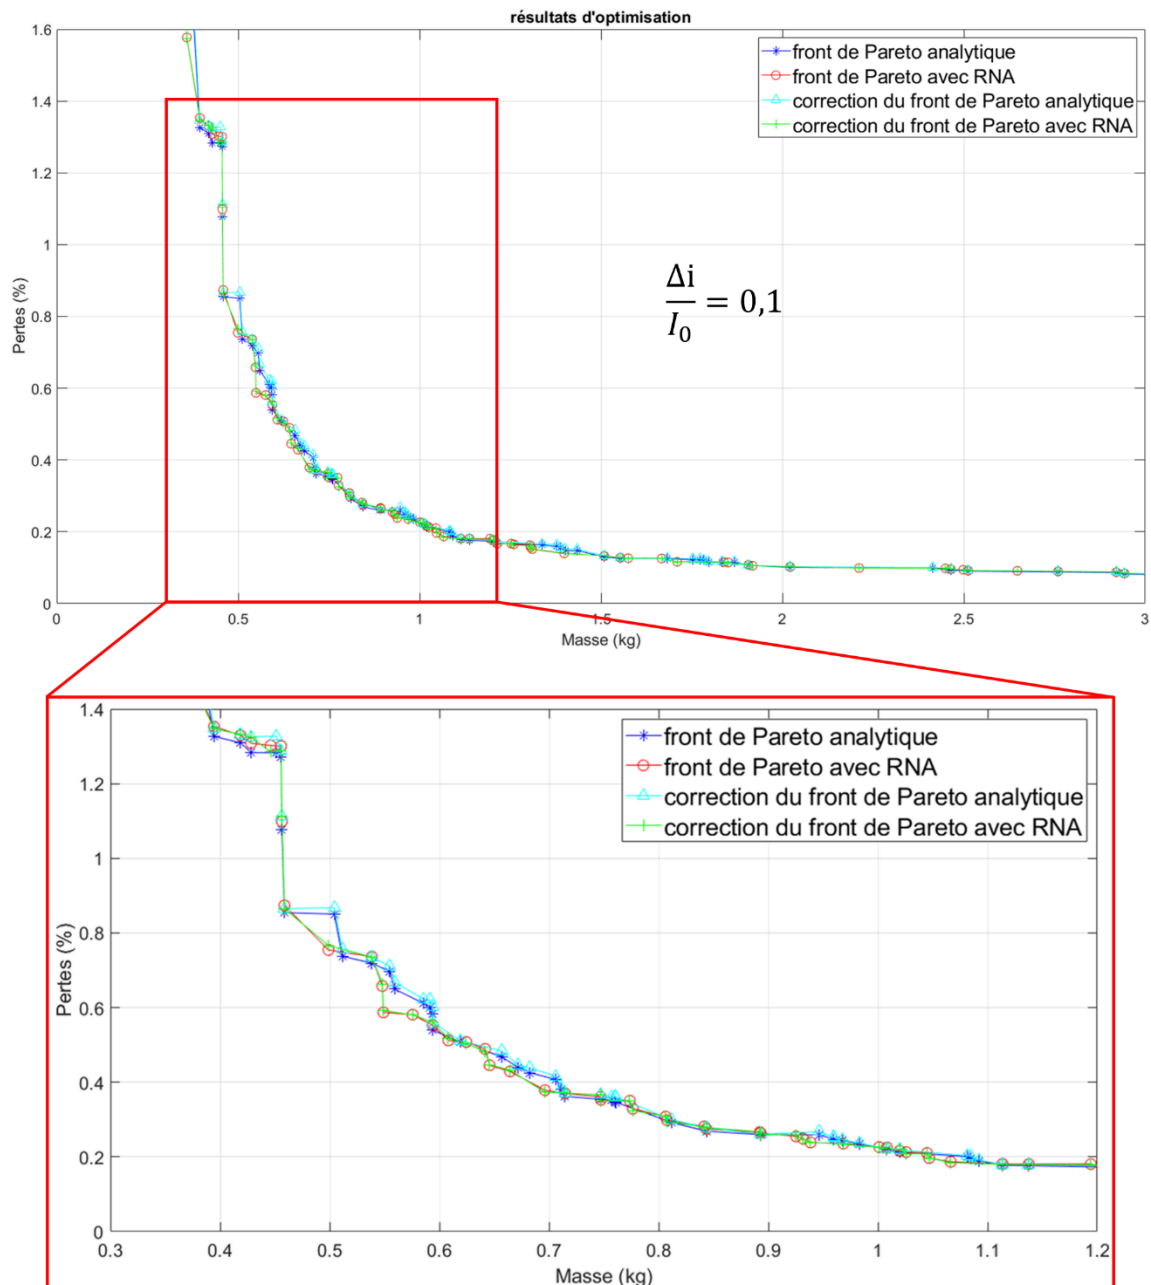 résultats d'optimisation
1.6
1.4
1.2
1
0.8
0.6
0.4
0.2
0
Pertes (%)
front de Pareto analytique
front de Pareto avec RNA
correction du front de Pareto analytique
correction du front de Pareto avec RNA
Δi
I₀ = 0,1
0 0.5 1 1.5 2 2.5 3
Masse (kg)
1.4
1.2
1
0.8
0.6
0.4
0.2
0
Pertes (%)
front de Pareto analytique
front de Pareto avec RNA
correction du front de Pareto analytique
correction du front de Pareto avec RNA
0.3 0.4 0.5 0.6 0.7 0.8 0.9 1 1.1 1.2
Masse (kg)